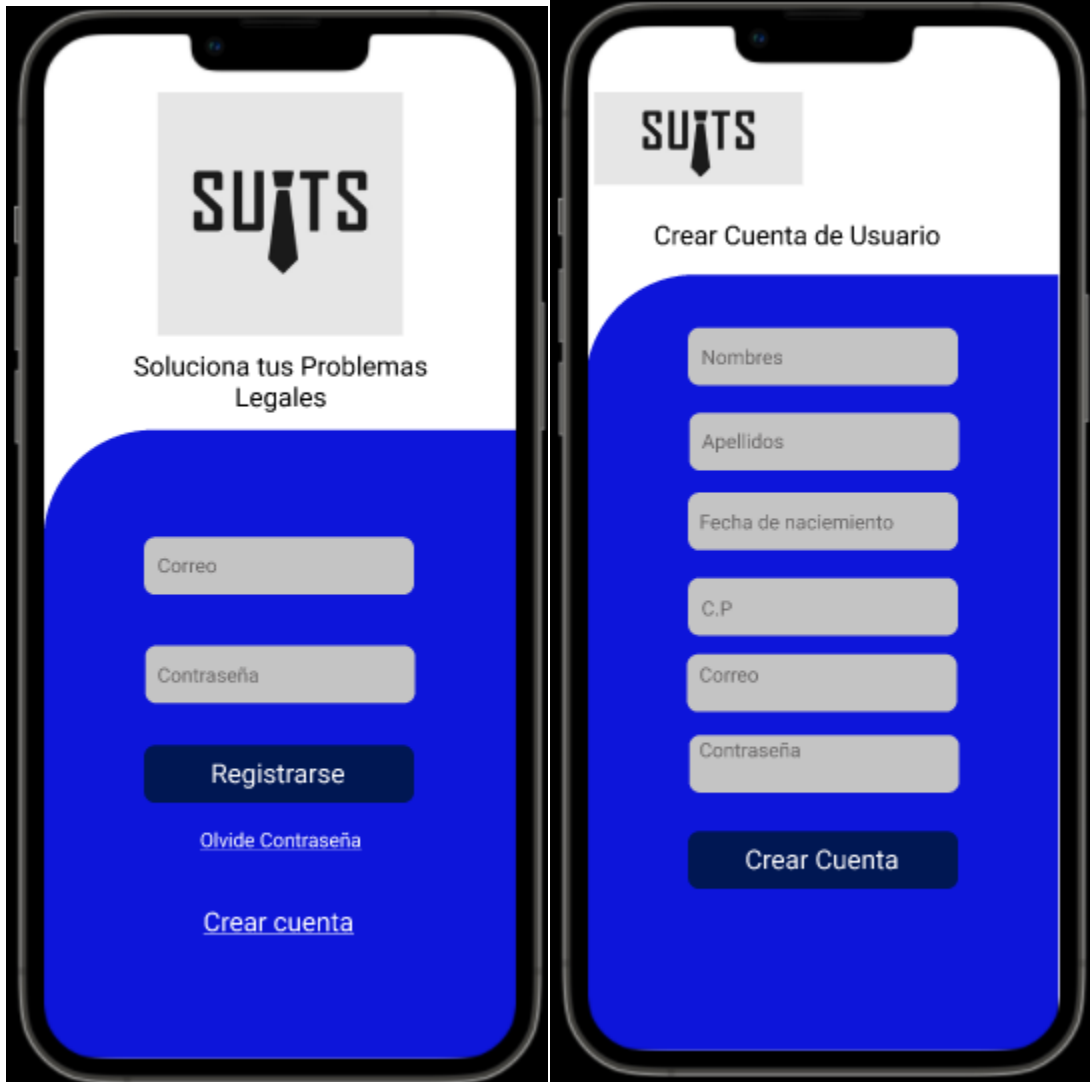 SUITS
Soluciona tus Problemas
Legales
Correo
Contraseña
Registrarse
Olvide Contraseña
Crear cuenta
SUITS
Crear Cuenta de Usuario
Nombres
Apellidos
Fecha de naciemiento
C.P
Correo
Contraseña
Crear Cuenta